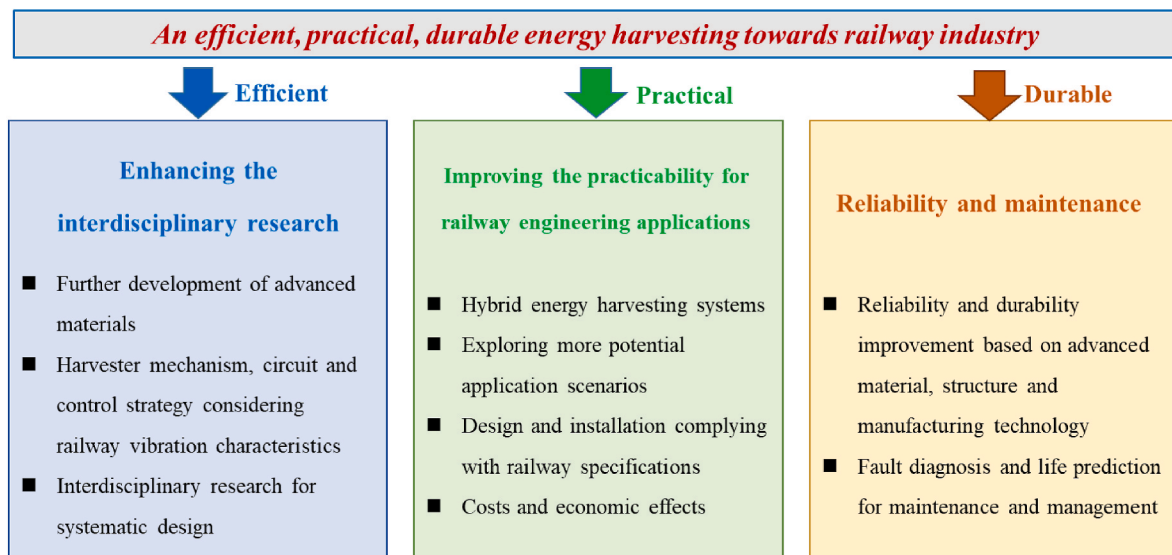 An efficient, practical, durable energy harvesting towards railway industry
Efficient
Enhancing the
interdisciplinary research
■ Further development of advanced
materials
■ Harvester mechanism, circuit and
control strategy considering
railway vibration characteristics
■ Interdisciplinary research for
systematic design
Practical
Improving the practicability for
railway engineering applications
■ Hybrid energy harvesting systems
■ Exploring more potential
application scenarios
■ Design and installation complying
with railway specifications
■ Costs and economic effects
Durable
Reliability and maintenance
■ Reliability and durability
improvement based on advanced
material, structure and
manufacturing technology
■ Fault diagnosis and life prediction
for maintenance and management